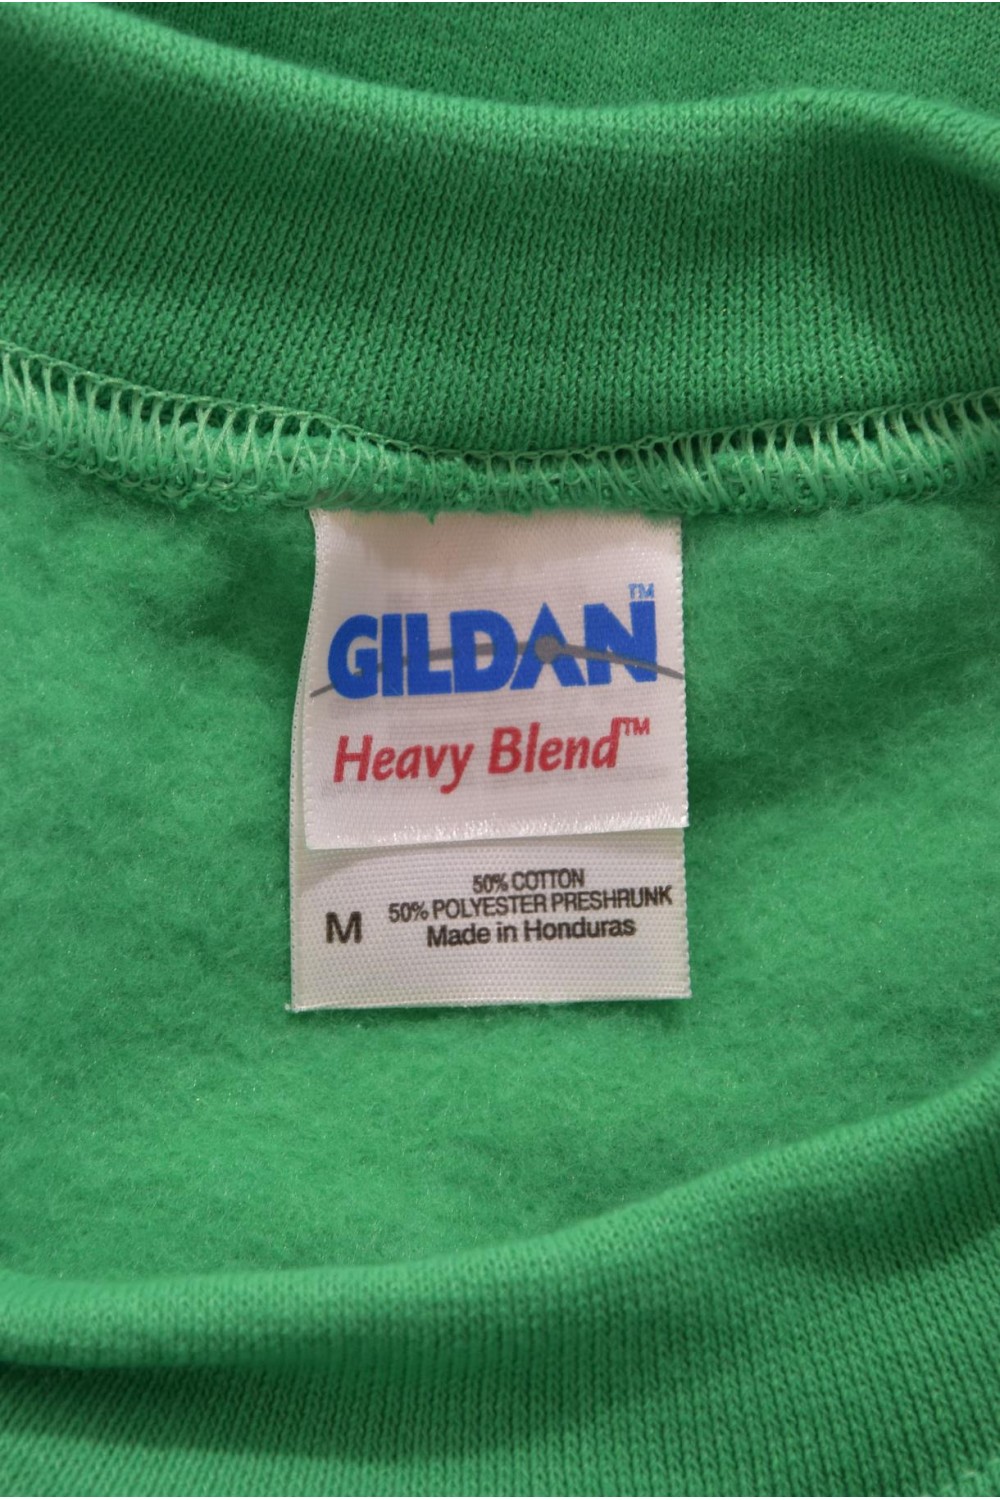 GILDAN™
Heavy Blend™
50% COTTON
50% POLYESTER PRESHRUNK
M
Made in Honduras